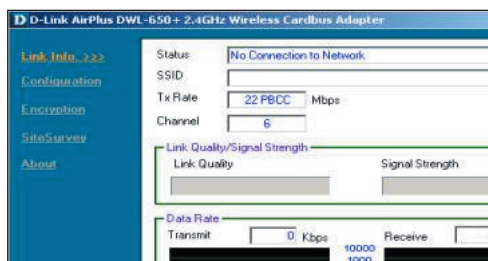 D D-Link AirPlus DWL-650+ 2.4GHz Wireless Cardbus Adapter
Link Info >>>
Configuration
Encryption
SiteSurvey
About
Status No Connection to Network
SSID
Tx Rate 22 PBCC Mbps
Channel 6
Link Quality/Signal Strength
Link Quality Signal Strength
Data Rate
Transmit 0 Kbps Receive
10000
1000